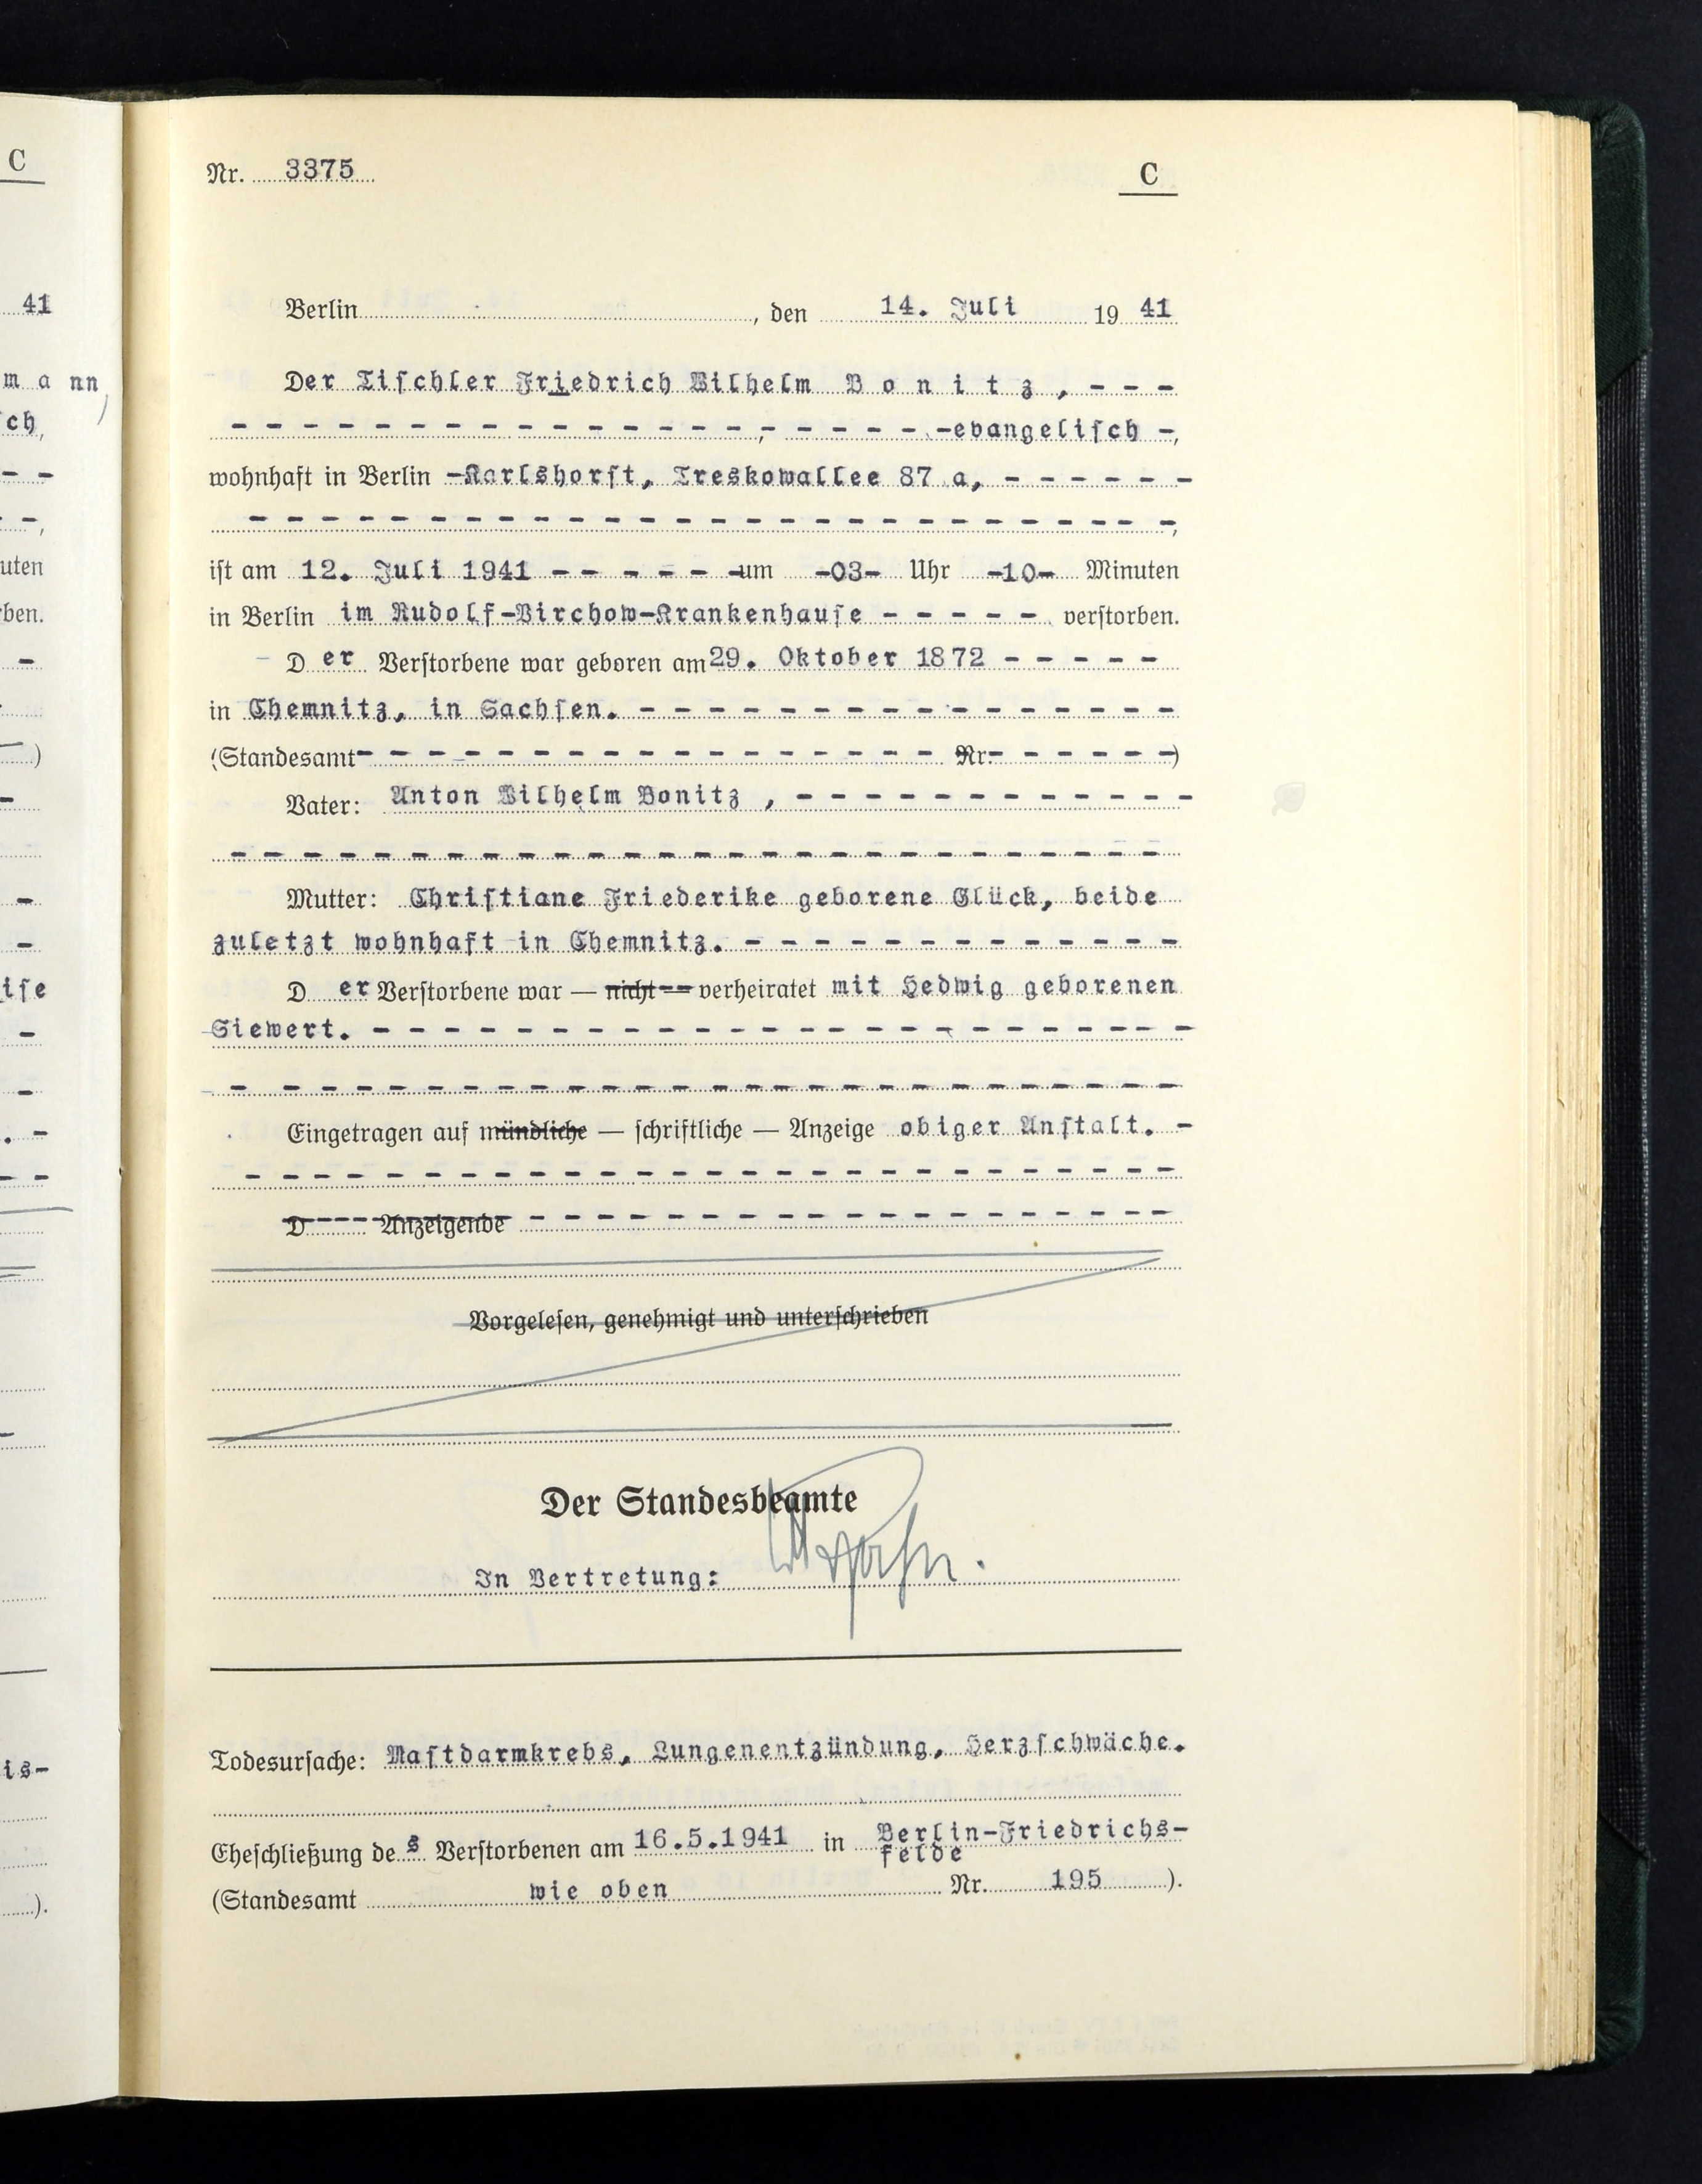 Nr. 3375
C
Berlin, den 14. Juli 19 41
Der Tischler Friedrich Wilhelm B o n i t z , - - -
- - - - - - - - - - - - - - - - - - - - -evangelisch -,
wohnhaft in Berlin -Karlshorst, Treskowallee 87 a, - - - - - -
- - - - - - - - - - - - - - - - - - - - - - - - - - -,
ist am 12. Juli 1941 - - - - - -um -03- Uhr -10- Minuten
in Berlin im Rudolf-Virchow-Krankenhause - - - - - verstorben.
D er Verstorbene war geboren am 29. Oktober 1872 - - - - -
in Chemnitz, in Sachsen. - - - - - - - - - - - - - - - -
(Standesamt- - - - - - - - - - - - - - - - - Nr.- - - - - -)
Vater: Anton Wilhelm Bonitz , - - - - - - - - - - - -
- - - - - - - - - - - - - - - - - - - - - - - - - - -
Mutter: Christiane Friederike geborene Glück, beide
zuletzt wohnhaft in Chemnitz. - - - - - - - - - - - - -
D er Verstorbene war — nicht — verheiratet mit Hedwig geborenen
Siewert. - - - - - - - - - - - - - - - - - - - - - - - -
- - - - - - - - - - - - - - - - - - - - - - - - - - -
Eingetragen auf mündliche — schriftliche — Anzeige obiger Anstalt. -
- - - - - - - - - - - - - - - - - - - - - - - - - - -
D---- Anzeigende - - - - - - - - - - - - - - - - - - -
Vorgelesen, genehmigt und unterschrieben
Der Standesbeamte
In Vertretung:
Todesursache: Mastdarmkrebs, Lungenentzündung, Herzschwäche.
Eheschließung des Verstorbenen am 16.5.1941 in Berlin-Friedrichs-
felde
(Standesamt wie oben Nr. 195 ).